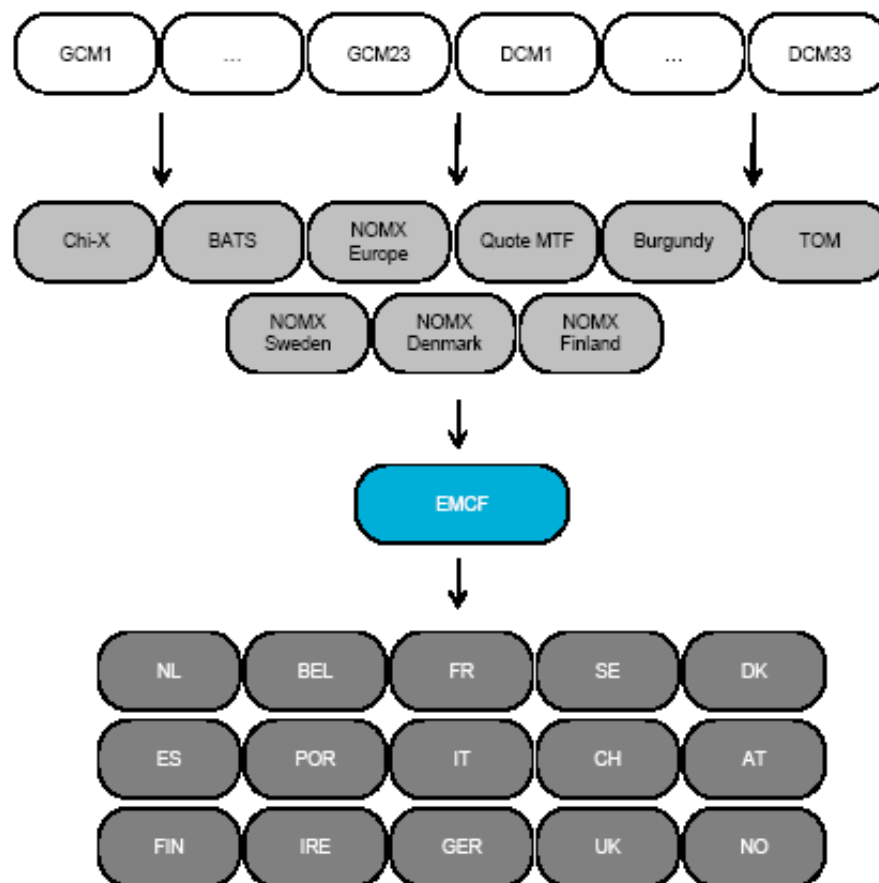 GCM1
...
GCM23
DCM1
...
DCM33
Chi-X
BATS
NOMX
Europe
Quote MTF
Burgundy
TOM
NOMX
Sweden
NOMX
Denmark
NOMX
Finland
EMCF
NL
BEL
FR
SE
DK
ES
POR
IT
CH
AT
FIN
IRE
GER
UK
NO